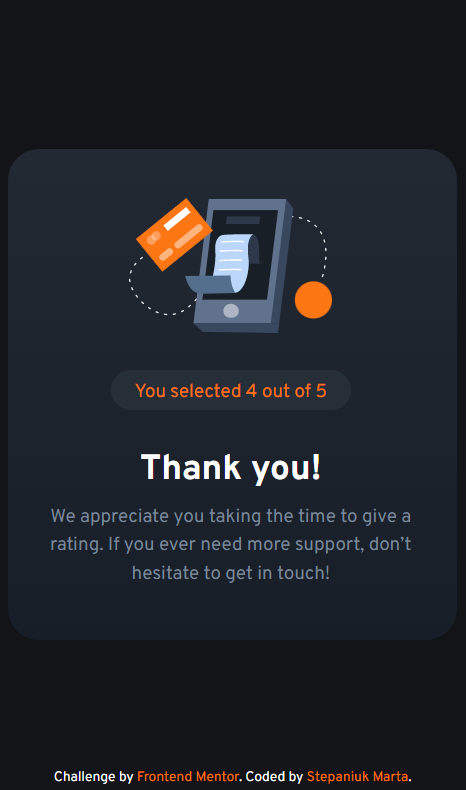 You selected 4 out of 5
Thank you!
We appreciate you taking the time to give a
rating. If you ever need more support, don’t
hesitate to get in touch!
Challenge by Frontend Mentor. Coded by Stepaniuk Marta.